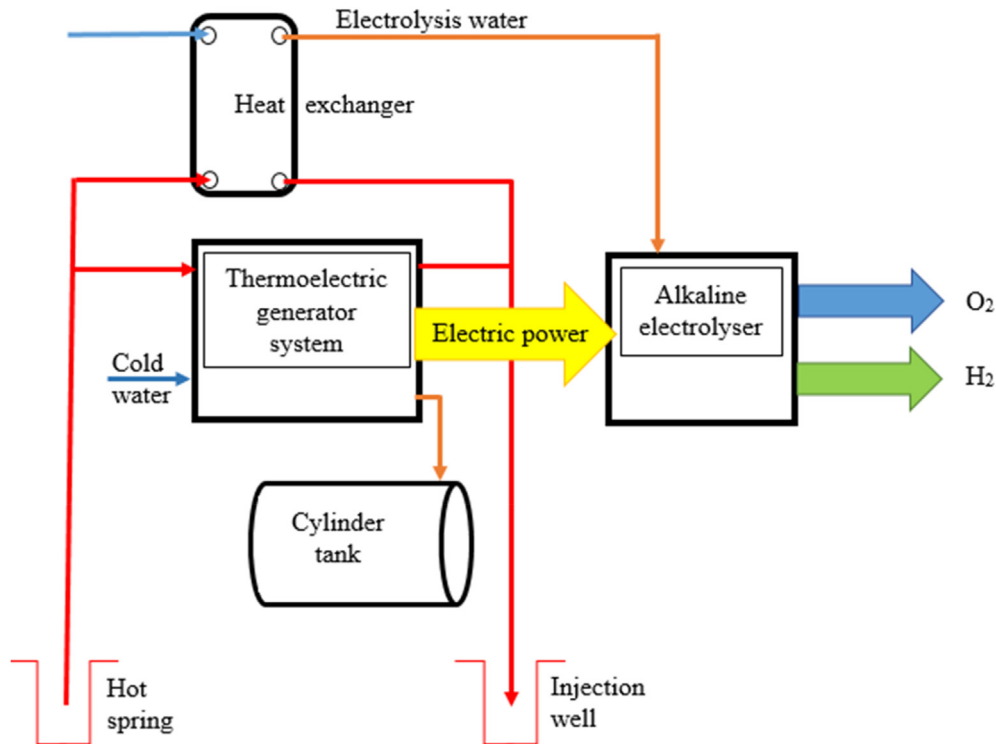 Electrolysis water
Heat exchanger
Thermoelectric
generator
system
Alkaline
electrolyser
O₂
Electric power
Cold
water
H₂
Cylinder
tank
Hot
spring
Injection
well